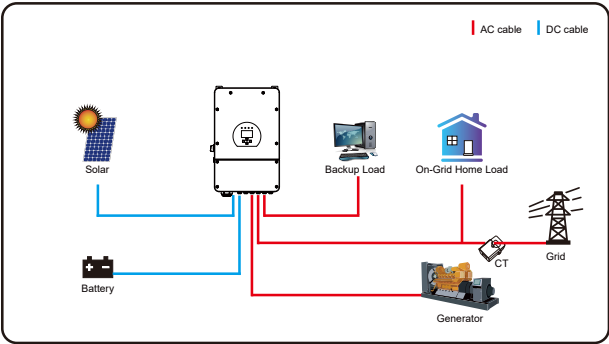 AC cable
DC cable
Solar
Backup Load
On-Grid Home Load
CT
Grid
Battery
Generator